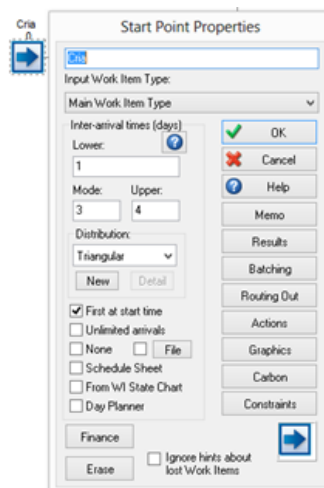 Cria
Start Point Properties
Cria
Input Work Item Type:
Main Work Item Type
Inter-arrival times (days)
Lower:
1
Mode: Upper:
3 4
Distribution:
Triangular
New Detail
First at start time
Unlimited arrivals
None File
Schedule Sheet
From WI State Chart
Day Planner
OK
Cancel
Help
Memo
Results
Batching
Routing Out
Actions
Graphics
Carbon
Constraints
Finance
Erase
Ignore hints about
lost Work Items